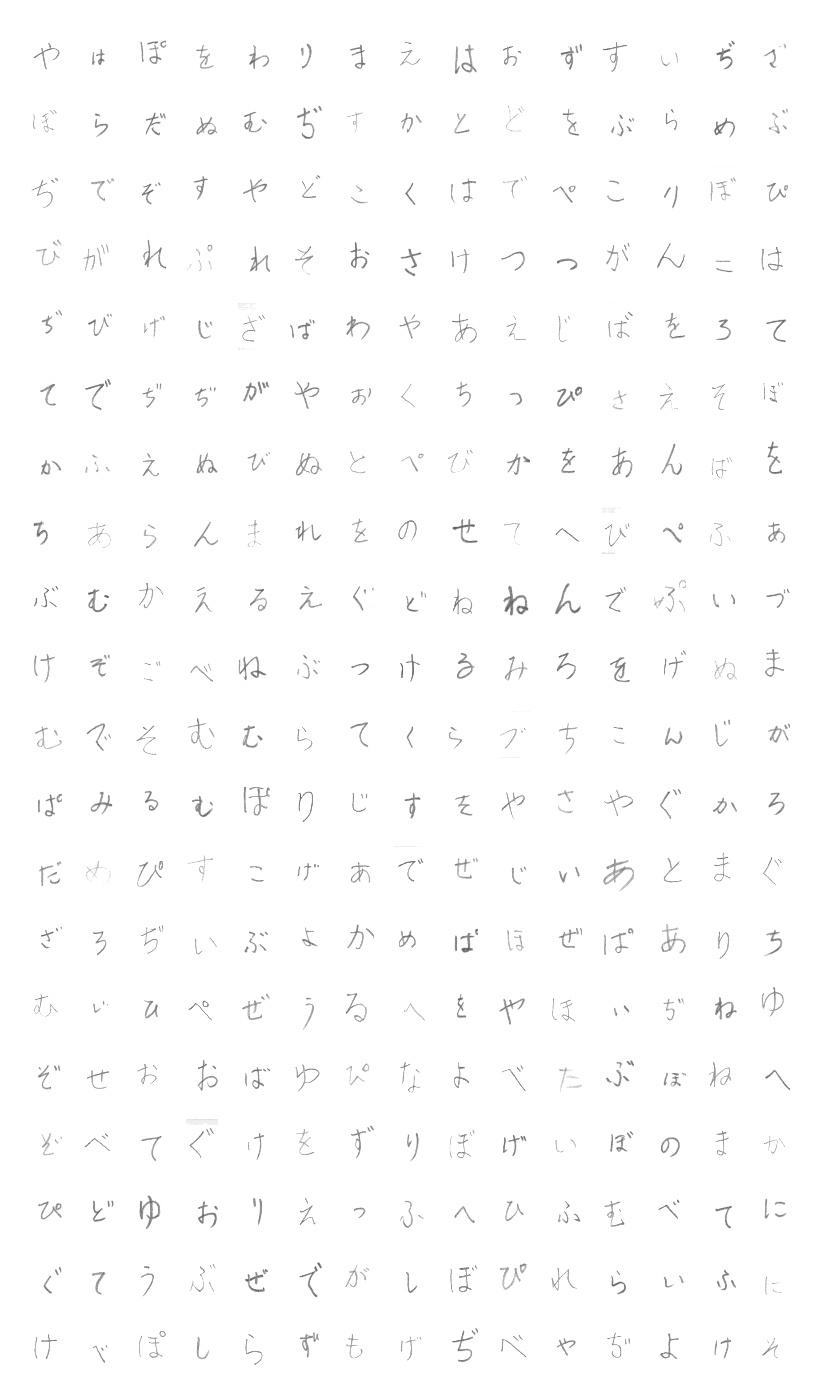 やはぽをわりまえはおずすいぢざ
ぼらだぬむぢすかとどをぶらめぶ
ぢでぞすやどこくはでぺこりぼぴ
びがれぷれそおさけつつがんこは
ぢびげじざばわやあえじばをろて
てでぢぢがやおくちっぴさえそぼ
かふえぬびぬとぺびかをあんばを
ちあらんまれをのせてへびぺふあ
ぶむかえるえぐどねねんでぷいづ
けぞごべねぶっけるみろをげぬま
むでそむむらてくらづちこんじが
ぱみるむぽりじすをやさやぐかろ
だめぴすこげあでぜじいあとまぐ
ざろぢいぶよかめぱほぜぱありち
むいひぺぜうるへをやほいぢねゆ
ぞせおおばゆぴなよべたぶぼねへ
ぞべてぐけをずりぼげいぼのまか
ぴどゆおりえっふへひふむべてに
ぐてうぶぜでがしぼぴれらいふに
けべぽしらずもげぢべやぢよけそ